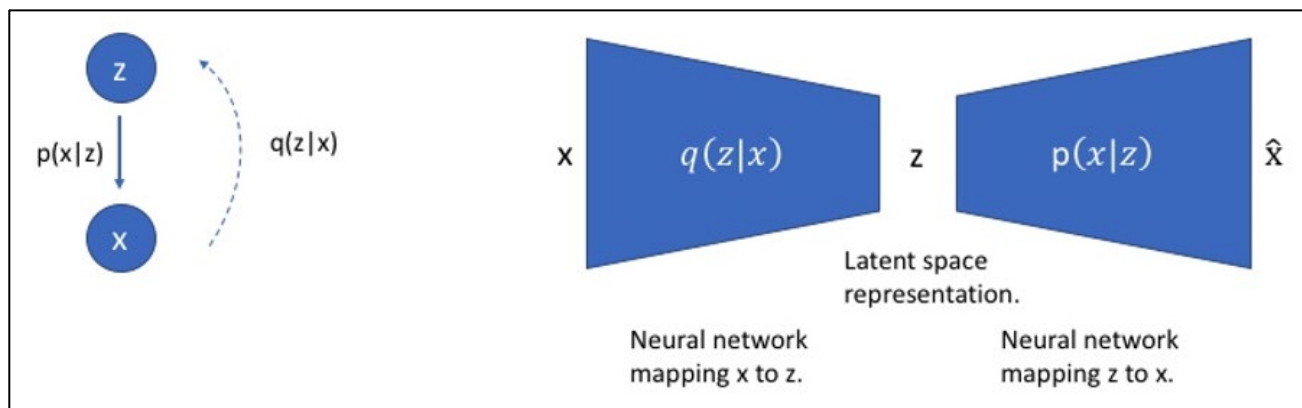 z
p(x|z)
q(z|x)
x
x
q(z|x)
z
p(x|z)
x̂
Latent space
representation.
Neural network
mapping x to z.
Neural network
mapping z to x.